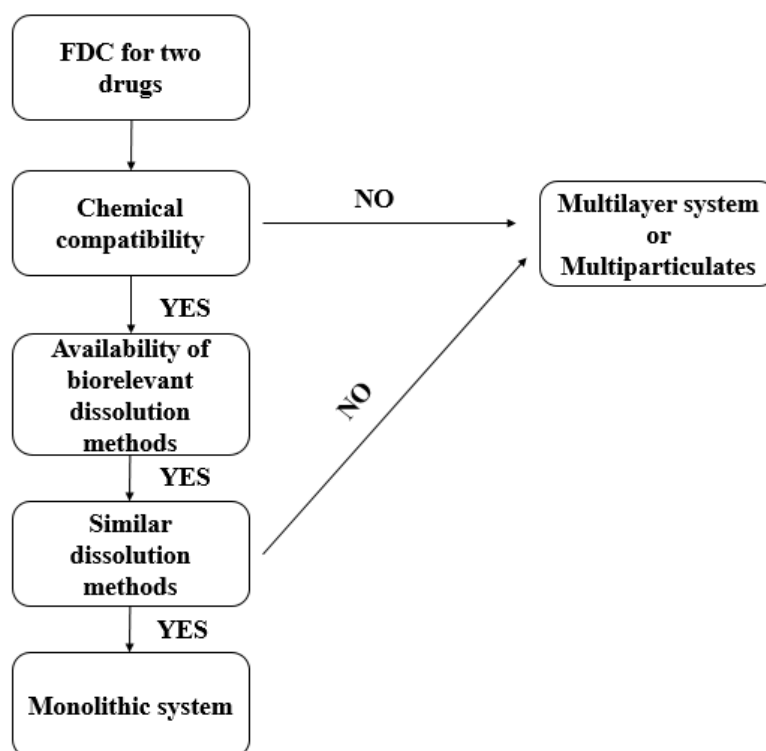 FDC for two
drugs
Chemical
compatibility
NO
Multilayer system
or
Multiparticulates
YES
Availability of
biorelevant
dissolution
methods
NO
YES
Similar
dissolution
methods
YES
Monolithic system